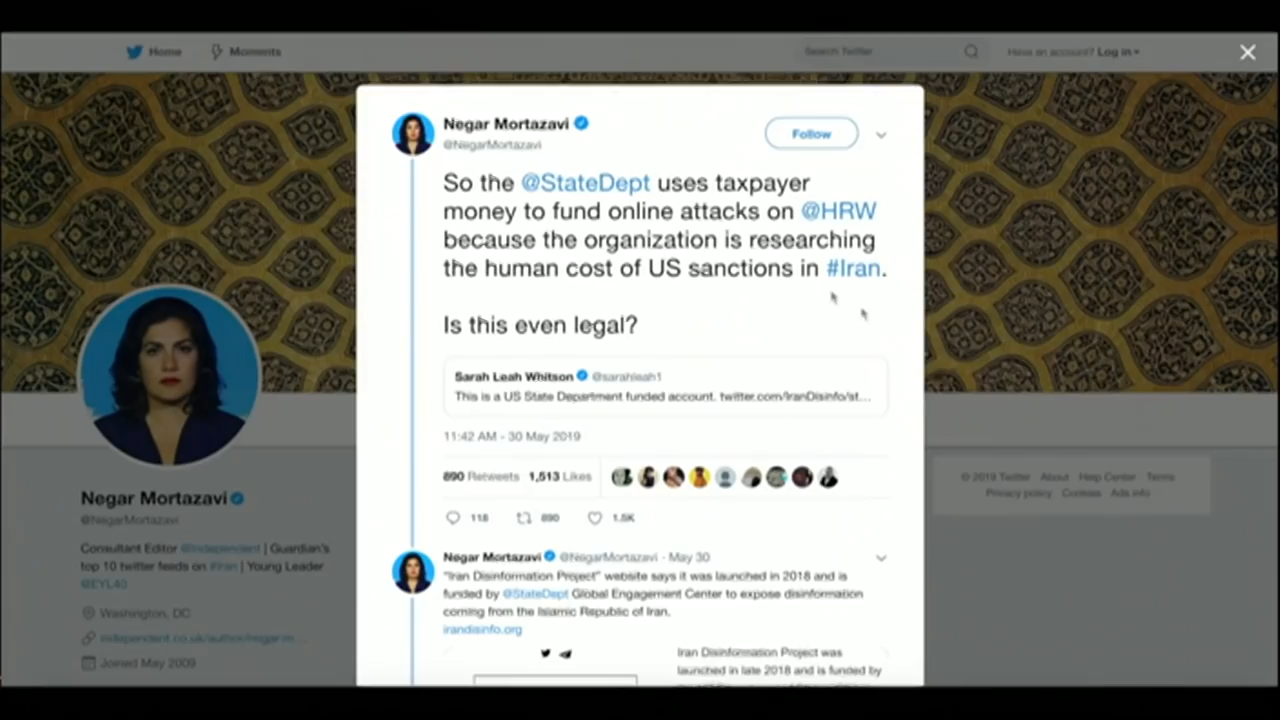 Home Moments Search Twitter Have an account? Log in
Negar Mortazavi
@NegarMortazavi
Follow
So the @StateDept uses taxpayer
money to fund online attacks on @HRW
because the organization is researching
the human cost of US sanctions in #Iran.
Is this even legal?
Sarah Leah Whitson @sarahleah1
This is a US State Department funded account. twitter.com/IranDisinfo/st...
11:42 AM - 30 May 2019
890 Retweets 1,513 Likes
118 890 1.5K
Negar Mortazavi @NegarMortazavi · May 30
"Iran Disinformation Project" website says it was launched in 2018 and is
funded by @StateDept Global Engagement Center to expose disinformation
coming from the Islamic Republic of Iran.
irandisinfo.org
Iran Disinformation Project was
launched in late 2018 and is funded by
Negar Mortazavi
@NegarMortazavi
Consultant Editor @Independent | Guardian's
top 10 twitter feeds on #Iran | Young Leader
@EYL40
Washington, DC
independent.co.uk/author/negar-m...
Joined May 2009
© 2019 Twitter About Help Center Terms
Privacy policy Cookies Ads info